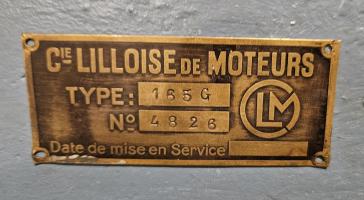 CIE LILLOISE DE MOTEURS
TYPE: 165G
No 4826
CLM
Date de mise en Service